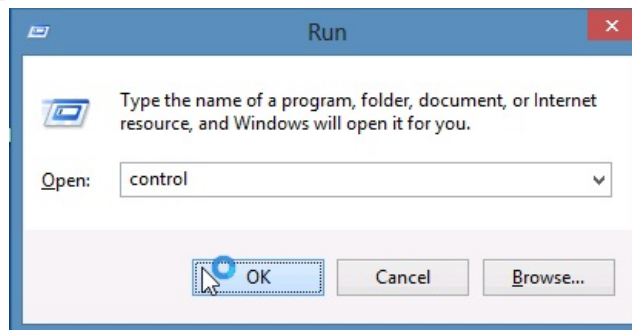 Run
Type the name of a program, folder, document, or Internet
resource, and Windows will open it for you.
Open: control
OK Cancel Browse...